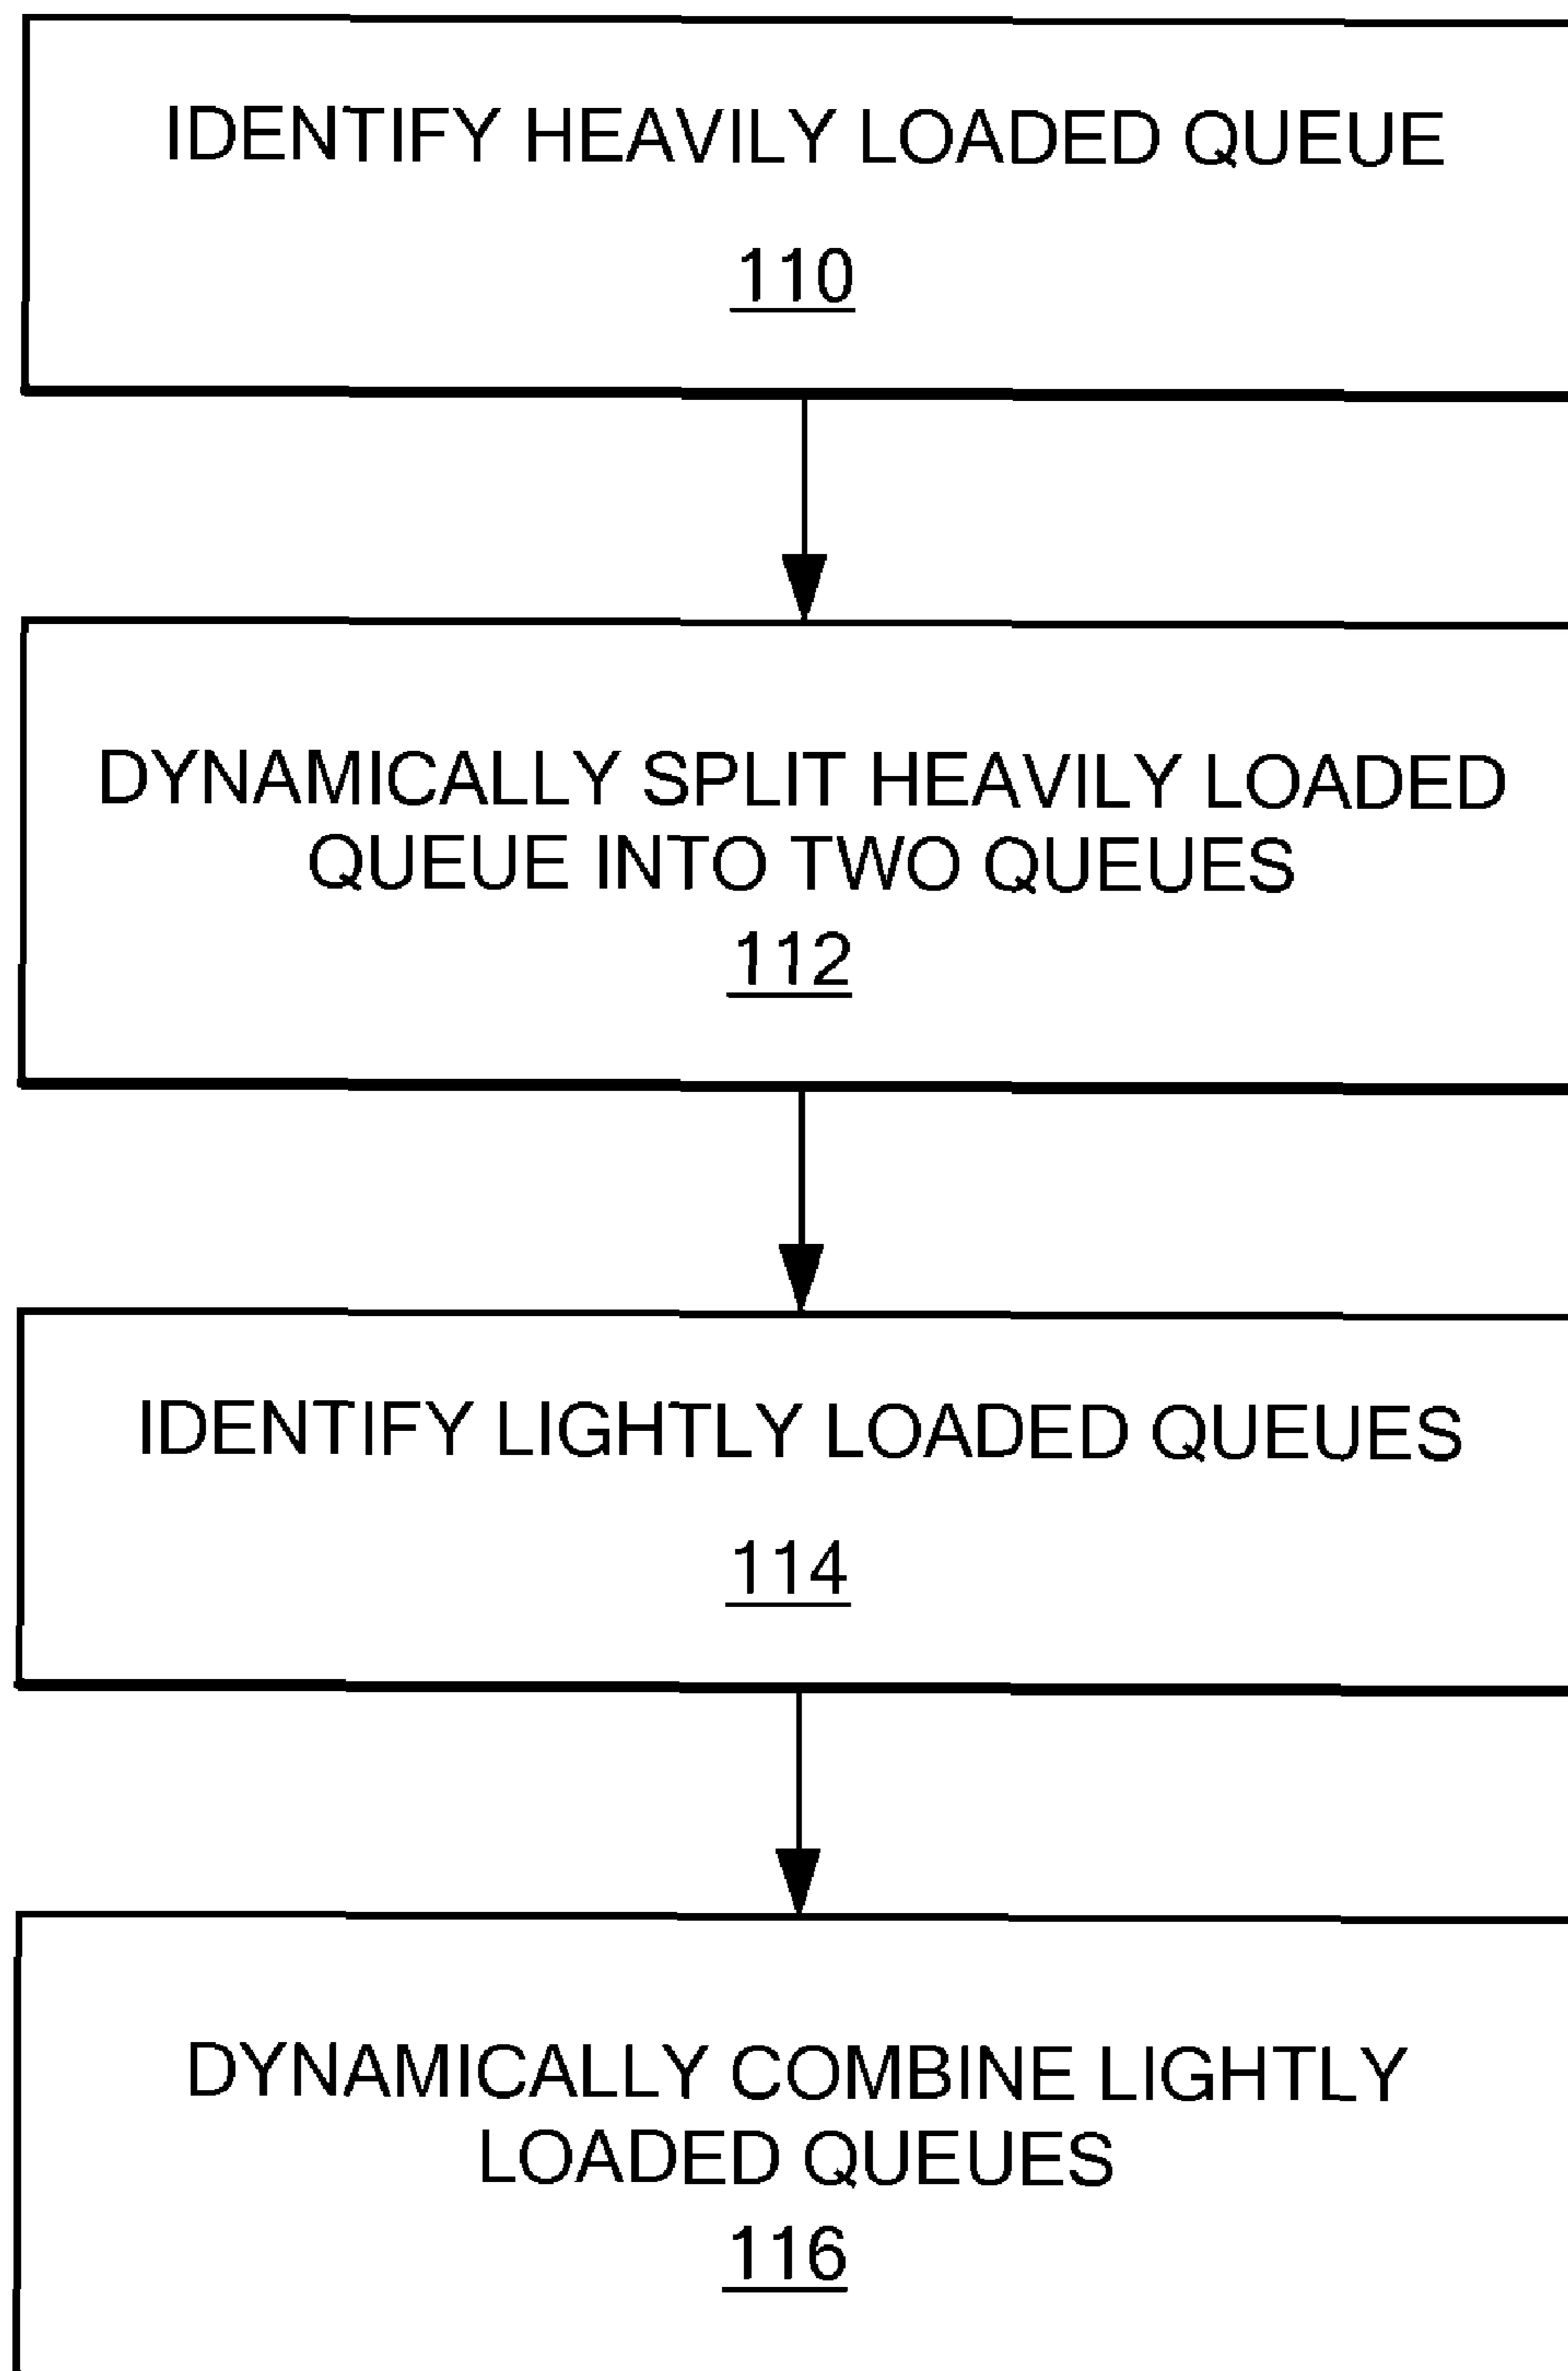 IDENTIFY HEAVILY LOADED QUEUE
110
DYNAMICALLY SPLIT HEAVILY LOADED
QUEUE INTO TWO QUEUES
112
IDENTIFY LIGHTLY LOADED QUEUES
114
DYNAMICALLY COMBINE LIGHTLY
LOADED QUEUES
116